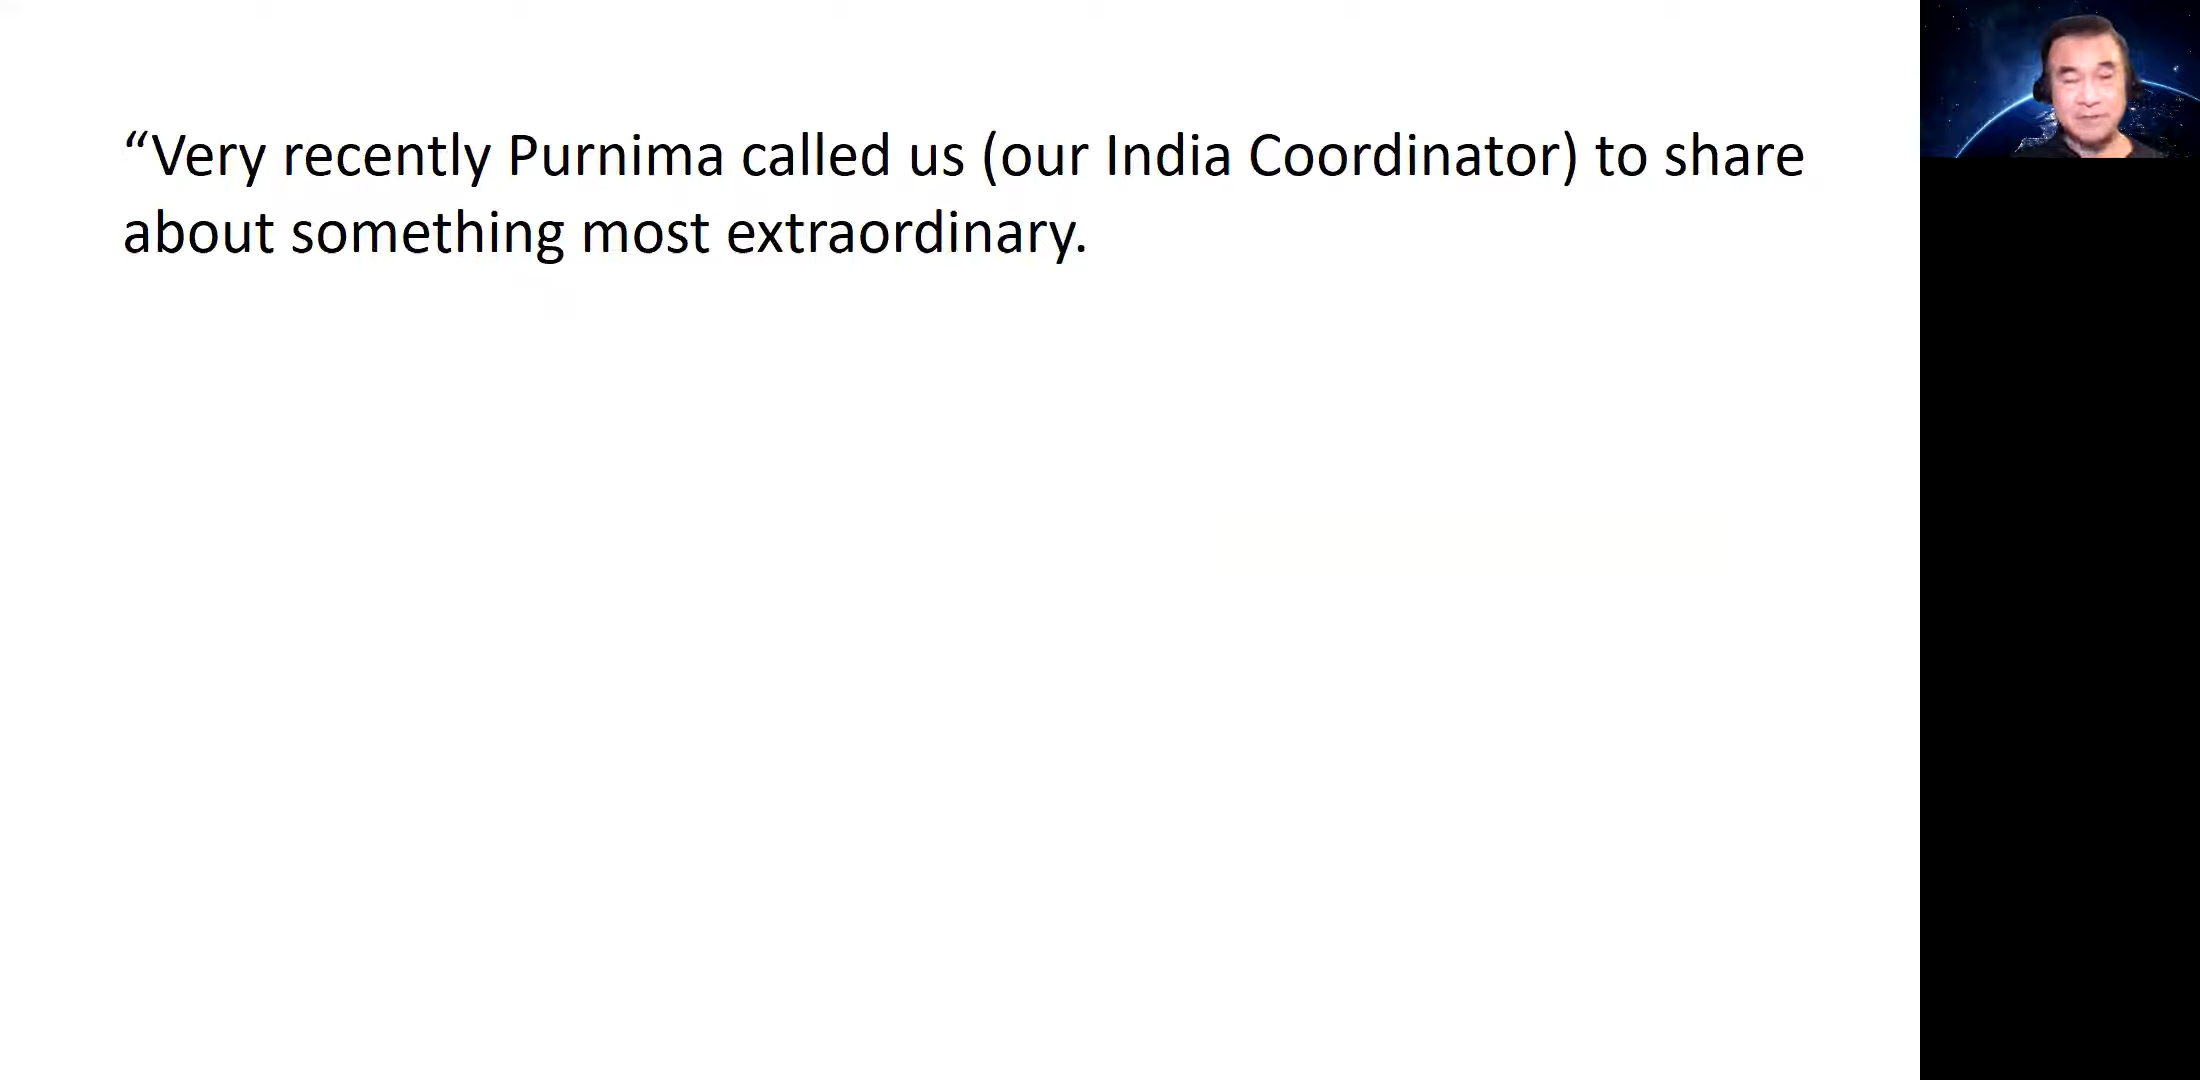 “Very recently Purnima called us (our India Coordinator) to share
about something most extraordinary.